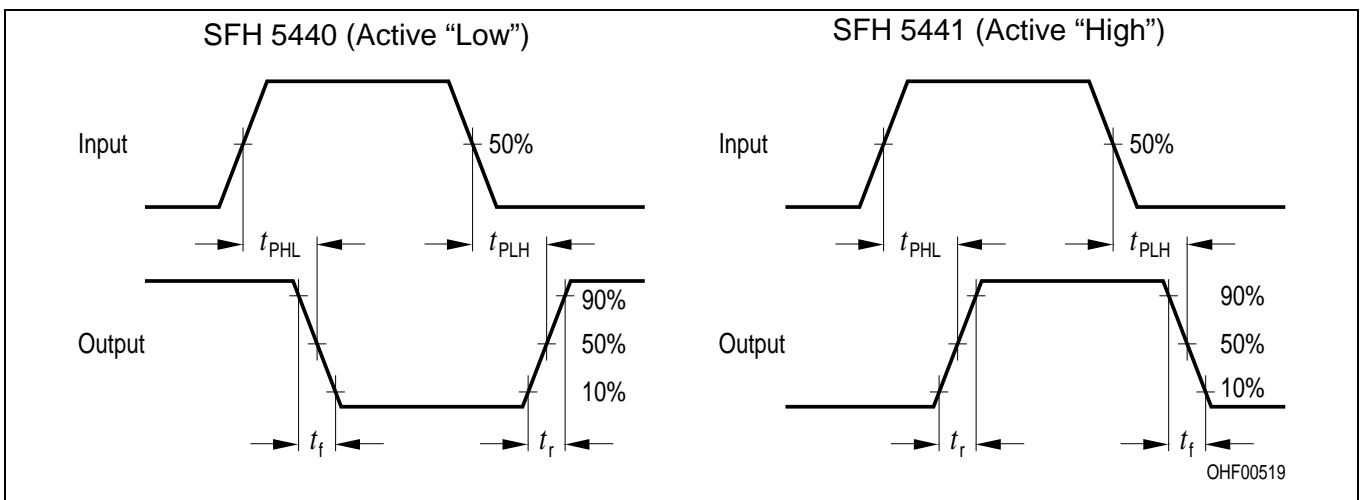 SFH 5440 (Active “Low”)
Input
50%
tPHL
tPLH
Output
90%
50%
10%
tf
tr
SFH 5441 (Active “High”)
Input
50%
tPHL
tPLH
Output
90%
50%
10%
tr
tf
OHF00519